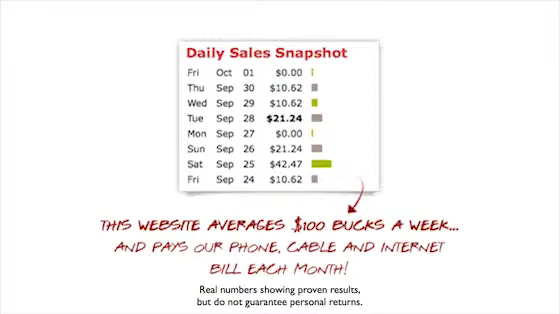 Daily Sales Snapshot
Fri Oct 01 $0.00
Thu Sep 30 $10.62
Wed Sep 29 $10.62
Tue Sep 28 $21.24
Mon Sep 27 $0.00
Sun Sep 26 $21.24
Sat Sep 25 $42.47
Fri Sep 24 $10.62
THIS WEBSITE AVERAGES $100 BUCKS A WEEK...
AND PAYS OUR PHONE, CABLE AND INTERNET
BILL EACH MONTH!
Real numbers showing proven results,
but do not guarantee personal returns.